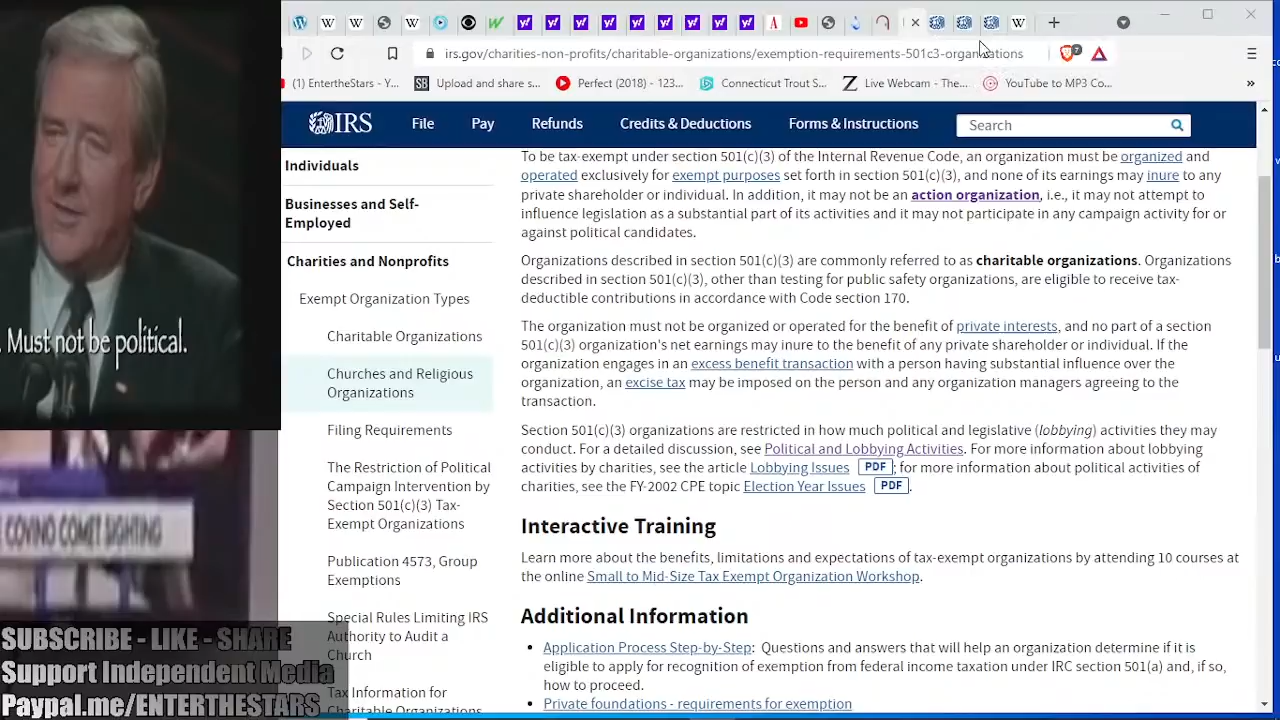 irs.gov/charities-non-profits/charitable-organizations/exemption-requirements-501c3-organizations
7
(1) EntertheStars - Y...
SB Upload and share s...
Perfect (2018) - 123...
Connecticut Trout S...
Live Webcam - The...
YouTube to MP3 Co...
»
IRS
File
Pay
Refunds
Credits & Deductions
Forms & Instructions
Search
Individuals
Businesses and Self-
Employed
Charities and Nonprofits
Exempt Organization Types
Charitable Organizations
Churches and Religious
Organizations
Filing Requirements
The Restriction of Political
Campaign Intervention by
Section 501(c)(3) Tax-
Exempt Organizations
Publication 4573, Group
Exemptions
Special Rules Limiting IRS
Authority to Audit a
Church
Tax Information for
To be tax-exempt under section 501(c)(3) of the Internal Revenue Code, an organization must be organized and
operated exclusively for exempt purposes set forth in section 501(c)(3), and none of its earnings may inure to any
private shareholder or individual. In addition, it may not be an action organization, i.e., it may not attempt to
influence legislation as a substantial part of its activities and it may not participate in any campaign activity for or
against political candidates.
Organizations described in section 501(c)(3) are commonly referred to as charitable organizations. Organizations
described in section 501(c)(3), other than testing for public safety organizations, are eligible to receive tax-
deductible contributions in accordance with Code section 170.
The organization must not be organized or operated for the benefit of private interests, and no part of a section
501(c)(3) organization's net earnings may inure to the benefit of any private shareholder or individual. If the
organization engages in an excess benefit transaction with a person having substantial influence over the
organization, an excise tax may be imposed on the person and any organization managers agreeing to the
transaction.
Section 501(c)(3) organizations are restricted in how much political and legislative (lobbying) activities they may
conduct. For a detailed discussion, see Political and Lobbying Activities. For more information about lobbying
activities by charities, see the article Lobbying Issues PDF; for more information about political activities of
charities, see the FY-2002 CPE topic Election Year Issues PDF.
Interactive Training
Learn more about the benefits, limitations and expectations of tax-exempt organizations by attending 10 courses at
the online Small to Mid-Size Tax Exempt Organization Workshop.
Additional Information
• Application Process Step-by-Step: Questions and answers that will help an organization determine if it is
eligible to apply for recognition of exemption from federal income taxation under IRC section 501(a) and, if so,
how to proceed.
• Private foundations - requirements for exemption
. Must not be political.
COVINO COMET SIGHTING
SUBSCRIBE - LIKE - SHARE
Support Independent Media
Paypal.me/ENTERTHESTARS